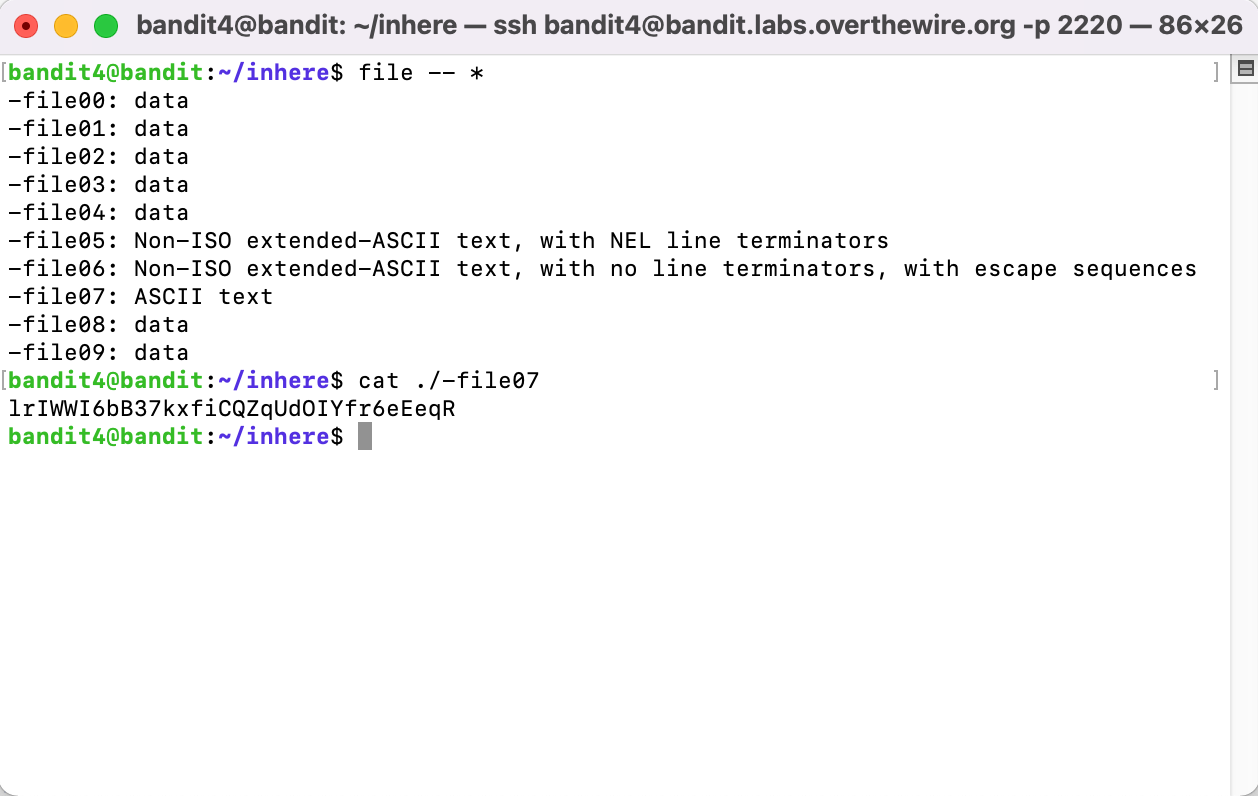 bandit4@bandit: ~/inhere — ssh bandit4@bandit.labs.overthewire.org -p 2220 — 86×26
[bandit4@bandit:~/inhere$ file -- * ]
-file00: data
-file01: data
-file02: data
-file03: data
-file04: data
-file05: Non-ISO extended-ASCII text, with NEL line terminators
-file06: Non-ISO extended-ASCII text, with no line terminators, with escape sequences
-file07: ASCII text
-file08: data
-file09: data
[bandit4@bandit:~/inhere$ cat ./-file07 ]
lrIWWI6bB37kxfiCQZqUdOIYfr6eEeqR
bandit4@bandit:~/inhere$